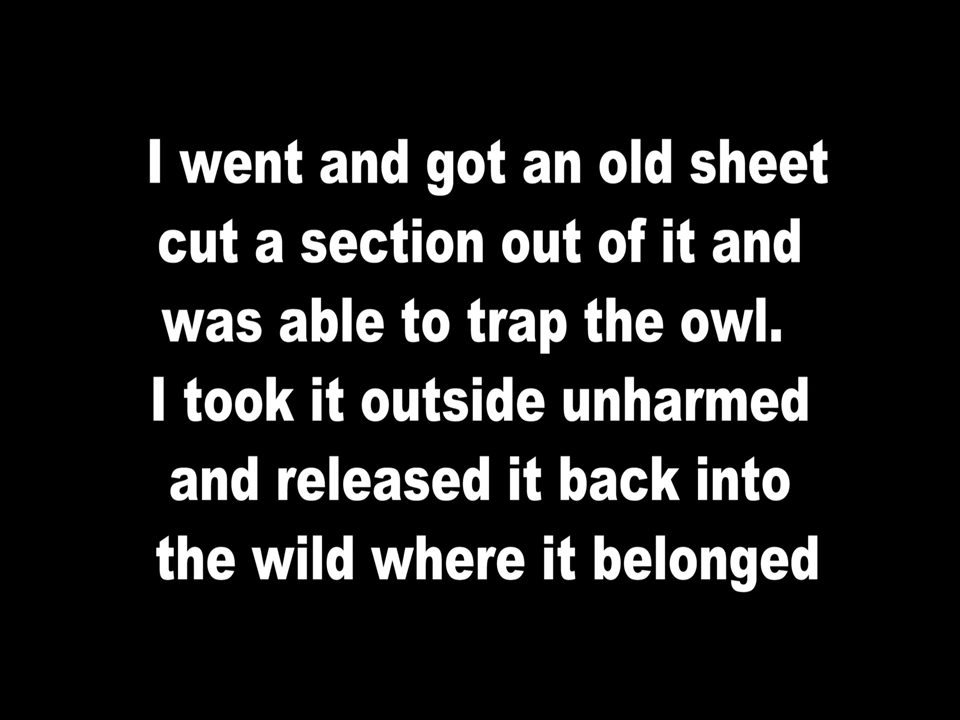 I went and got an old sheet
cut a section out of it and
was able to trap the owl.
I took it outside unharmed
and released it back into
the wild where it belonged